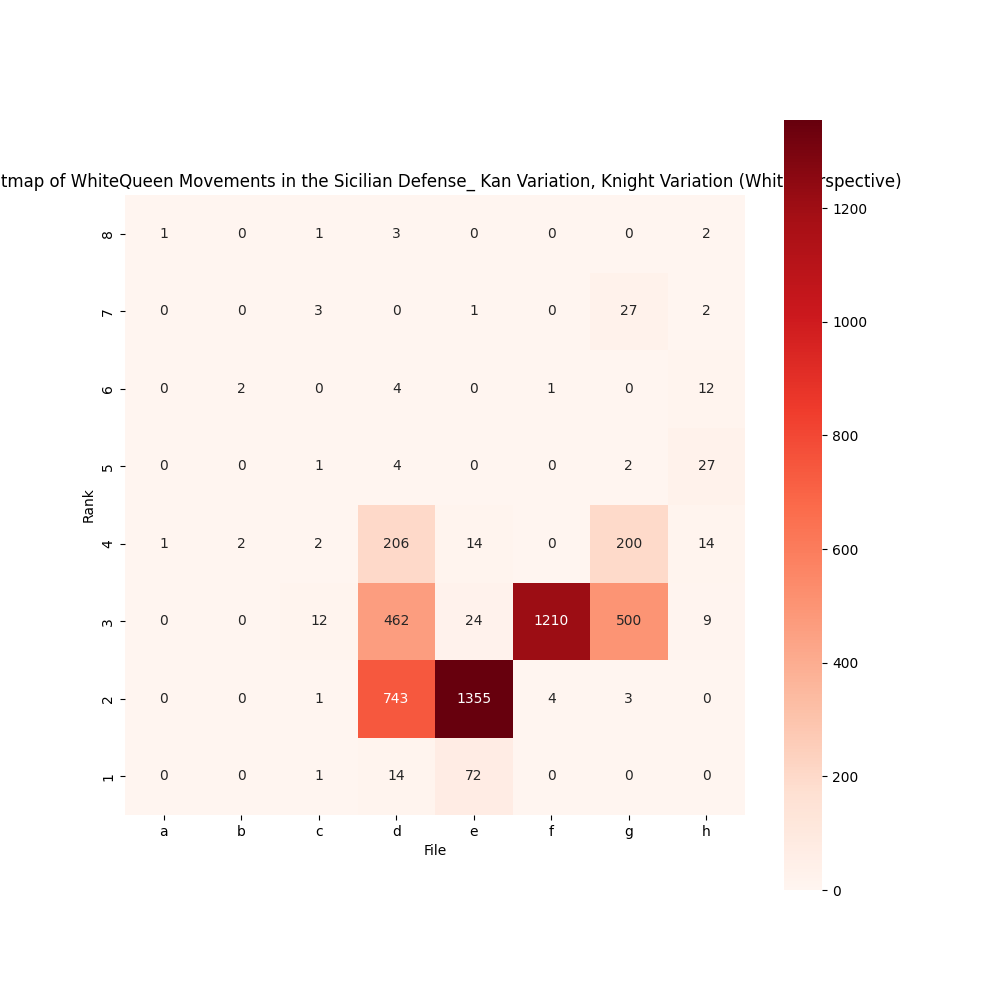 tmap of WhiteQueen Movements in the Sicilian Defense_ Kan Variation, Knight Variation (Whit rspective)
8 1 0 1 3 0 0 0 2
7 0 0 3 0 1 0 27 2
6 0 2 0 4 0 1 0 12
5 0 0 1 4 0 0 2 27
Rank
4 1 2 2 206 14 0 200 14
3 0 0 12 462 24 1210 500 9
2 0 0 1 743 1355 4 3 0
1 0 0 1 14 72 0 0 0
a b c d e f g h
File
1200
1000
800
600
400
200
0